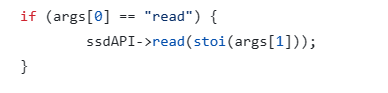 if (args[0] == "read") {
        ssdAPI->read(stoi(args[1]));
}